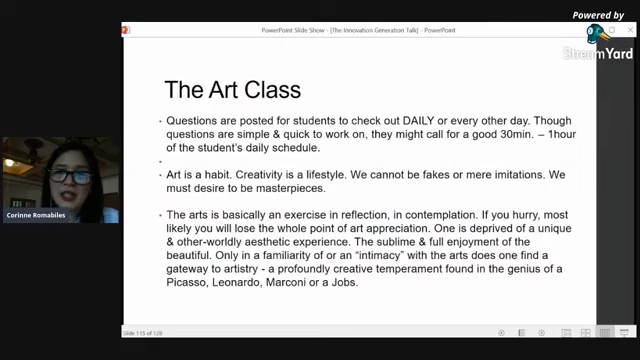 Powered by
StreamYard
PowerPoint Slide Show - [The Innovation Generation Talk] - PowerPoint
The Art Class
Questions are posted for students to check out DAILY or every other day. Though
questions are simple & quick to work on, they might call for a good 30min. – 1hour
of the student's daily schedule.
Art is a habit. Creativity is a lifestyle. We cannot be fakes or mere imitations. We
must desire to be masterpieces.
The arts is basically an exercise in reflection, in contemplation. If you hurry, most
likely you will lose the whole point of art appreciation. One is deprived of a unique
& other-worldly aesthetic experience. The sublime & full enjoyment of the
beautiful. Only in a familiarity of or an "intimacy" with the arts does one find a
gateway to artistry - a profoundly creative temperament found in the genius of a
Picasso, Leonardo, Marconi or a Jobs.
Corinne Romabiles
Slide 115 of 128